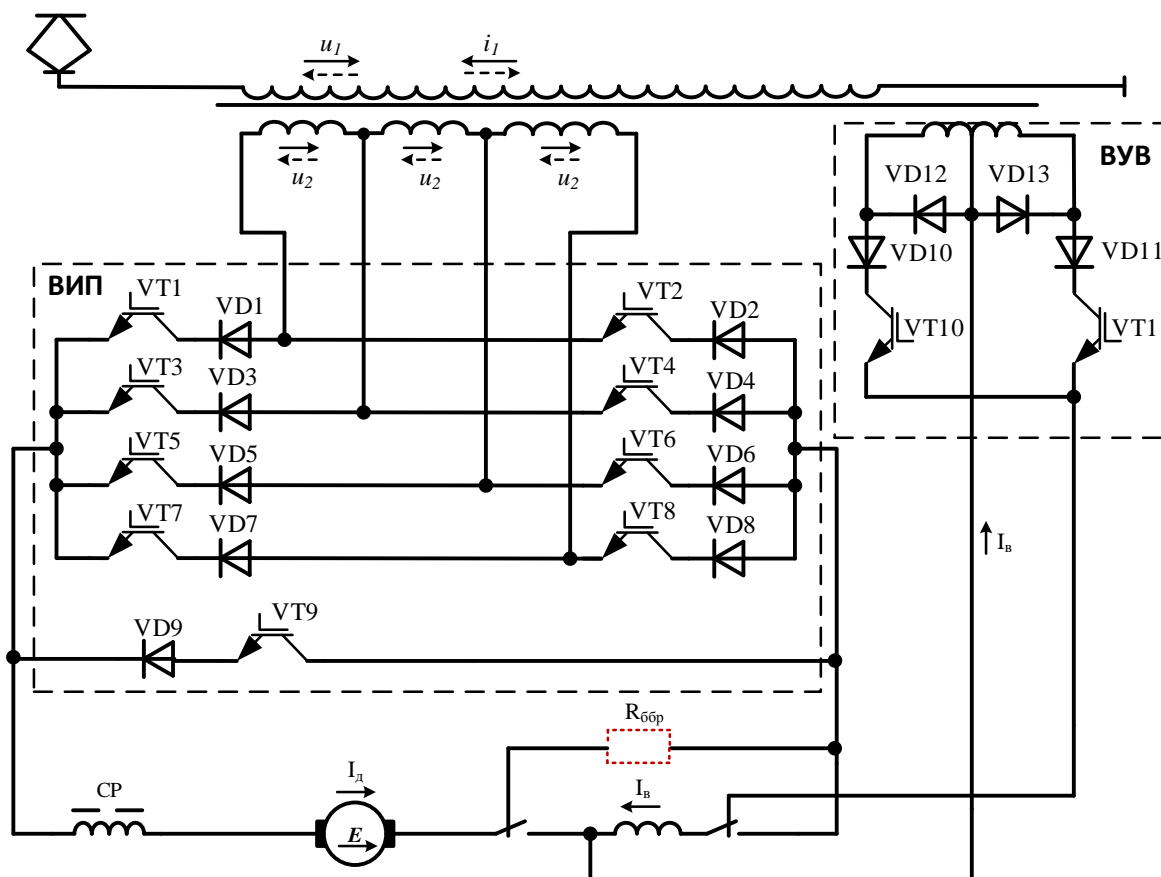 u₁
i₁
u₂
u₂
u₂
ВУВ
VD12
VD13
VD10
VD11
VT10
VT1
ВИП
VT1
VD1
VT2
VD2
VT3
VD3
VT4
VD4
VT5
VD5
VT6
VD6
VT7
VD7
VT8
VD8
Iв
VD9
VT9
Rббр
СР
Iд
Iв
E